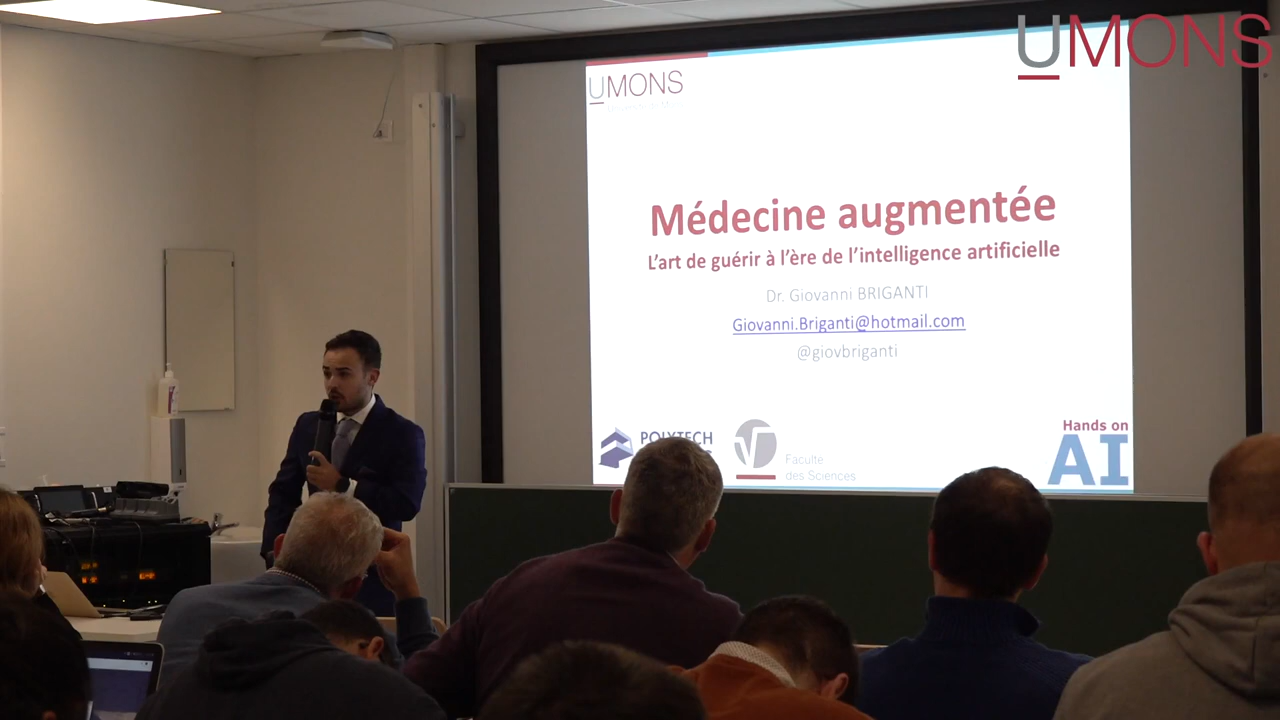 UMONS
UMONS
Médecine augmentée
L'art de guérir à l'ère de l'intelligence artificielle
Dr. Giovanni BRIGANTI
Giovanni.Briganti@hotmail.com
@giovbriganti
POLYTECH
Faculté
des Sciences
Hands on
AI